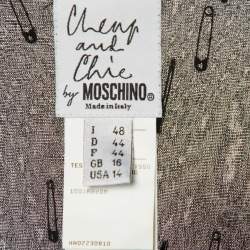 Cheap
and
Chic
by MOSCHINO®
Made in Italy
I 48
D 44
F 44
GB 16
USA 14